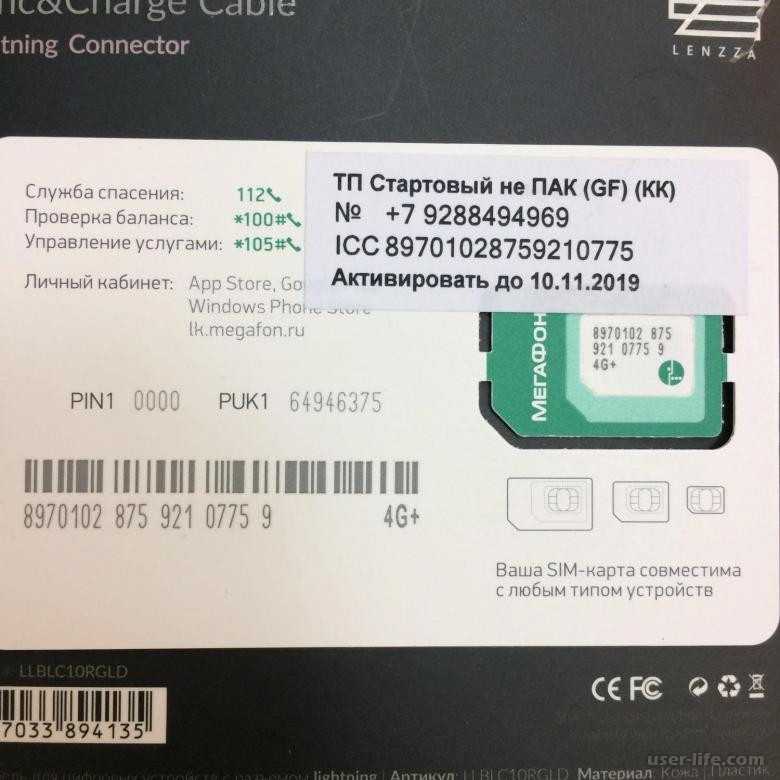 nc&Charge Cable
tning Connector
LENZZA
Служба спасения: 112
Проверка баланса: *100#
Управление услугами: *105#
Личный кабинет: App Store,
Windows Phone Store
lk.megafon.ru
ТП Стартовый не ПАК (GF) (КК)
№ +7 9288494969
ICC 89701028759210775
Активировать до 10.11.2019
МЕГАФОН
8970102 875
921 0775 9
4G+
PIN1 0000 PUK1 64946375
8970102 875 921 0775 9 4G+
Ваша SIM-карта совместима
с любым типом устройств
LLBLC10RGLD
CE FC
7033 894135
user-life.com
lightning | Артикул: LLBLC10RGLD Материал: Кожа, Пластик